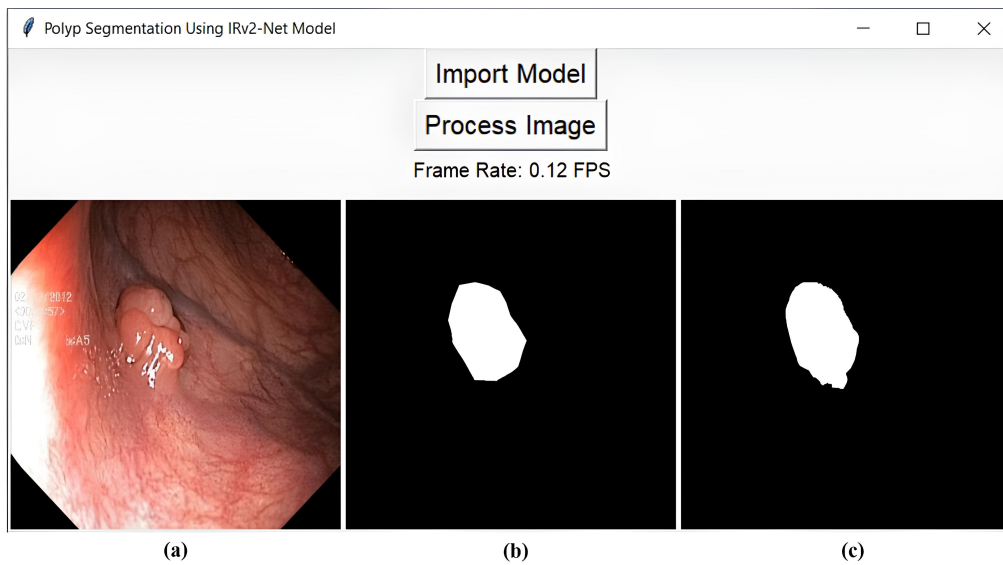 Polyp Segmentation Using IRv2-Net Model
Import Model
Process Image
Frame Rate: 0.12 FPS
(a)
(b)
(c)